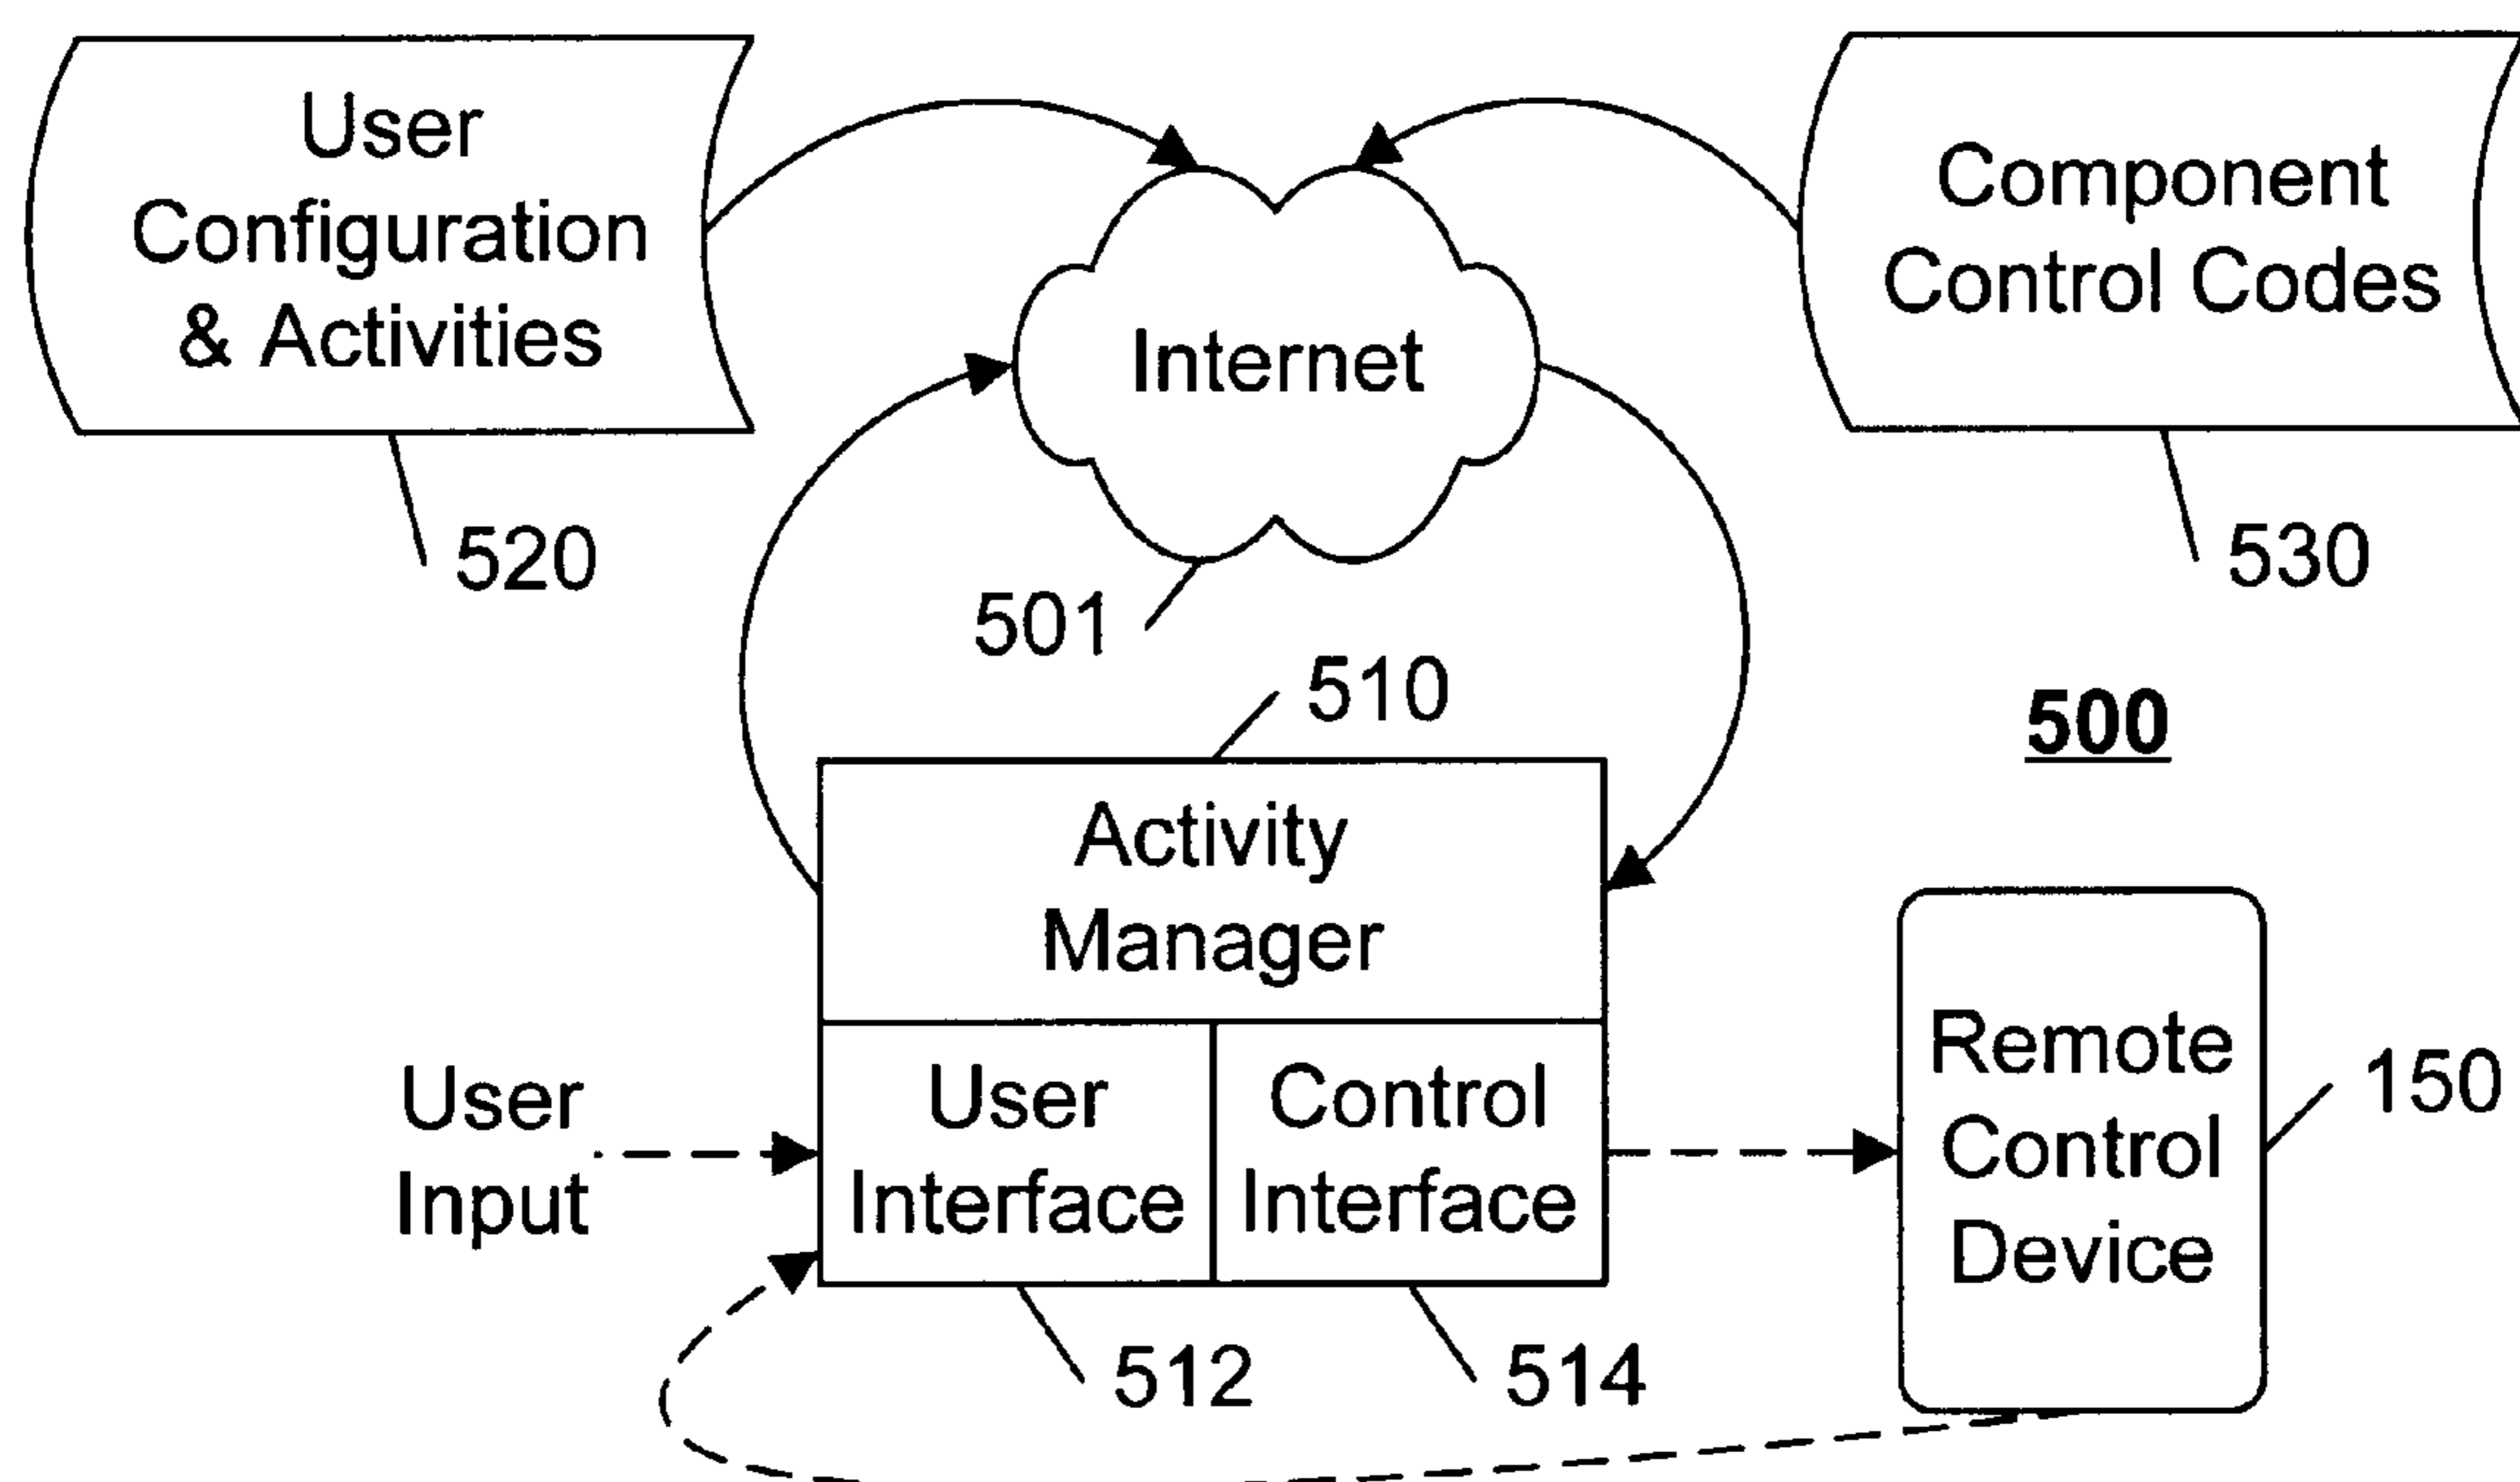 User
Configuration
& Activities
520
Internet
501
Component
Control Codes
530
510
500
Activity
Manager
User
Input
User
Interface
Control
Interface
512
514
Remote
Control
Device
150